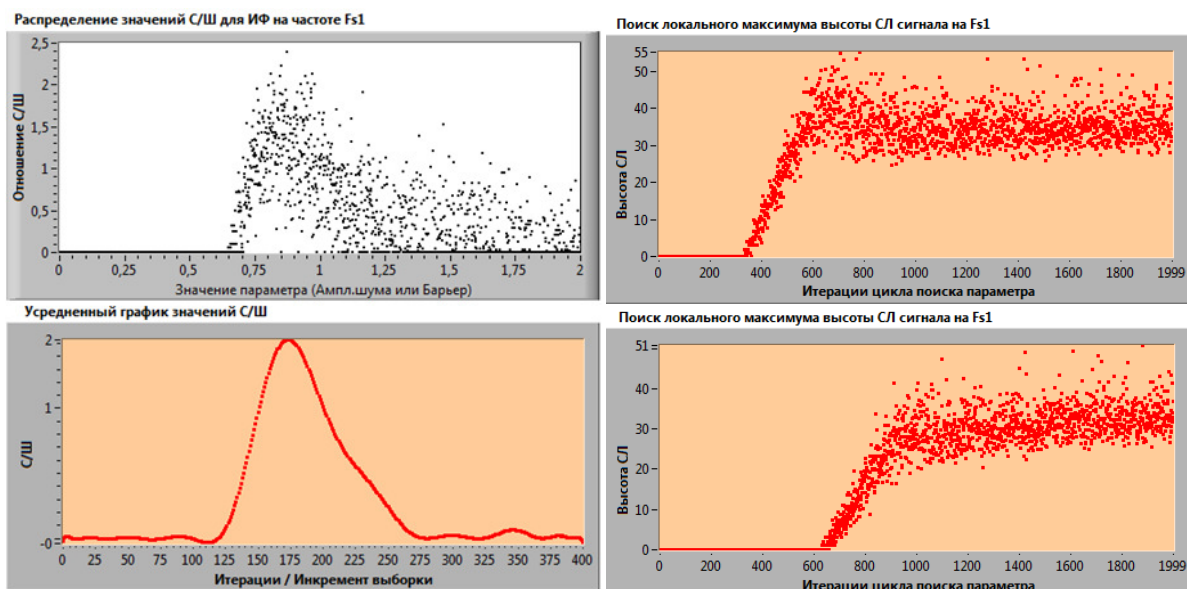 Распределение значений С/Ш для ИФ на частоте Fs1
Отношение С/Ш
2,5
2
1,5
1
0,5
0
0 0,25 0,5 0,75 1 1,25 1,5 1,75 2
Значение параметра (Ампл.шума или Барьер)
Поиск локального максимума высоты СЛ сигнала на Fs1
Высота СЛ
55
50
40
30
20
10
0
0 200 400 600 800 1000 1200 1400 1600 1800 1999
Итерации цикла поиска параметра
Усредненный график значений С/Ш
С/Ш
2
1
-0
0 25 50 75 100 125 150 175 200 225 250 275 300 325 350 375 400
Итерации / Инкремент выборки
Поиск локального максимума высоты СЛ сигнала на Fs1
Высота СЛ
51
40
30
20
10
0
0 200 400 600 800 1000 1200 1400 1600 1800 1999
Итерации цикла поиска параметра